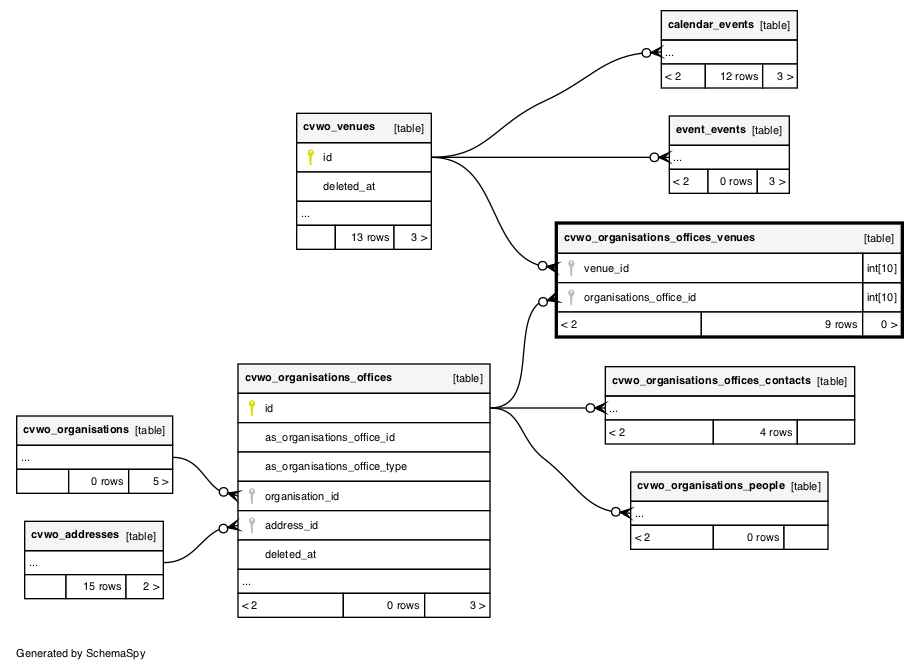 calendar_events [table]
...
< 2 12 rows 3 >
cvwo_venues [table]
id
deleted_at
...
13 rows 3 >
event_events [table]
...
< 2 0 rows 3 >
cvwo_organisations_offices_venues [table]
venue_id int[10]
organisations_office_id int[10]
< 2 9 rows 0 >
cvwo_organisations_offices [table]
id
as_organisations_office_id
as_organisations_office_type
organisation_id
address_id
deleted_at
...
< 2 0 rows 3 >
cvwo_organisations_offices_contacts [table]
...
< 2 4 rows
cvwo_organisations [table]
...
0 rows 5 >
cvwo_organisations_people [table]
...
< 2 0 rows
cvwo_addresses [table]
...
15 rows 2 >
Generated by SchemaSpy